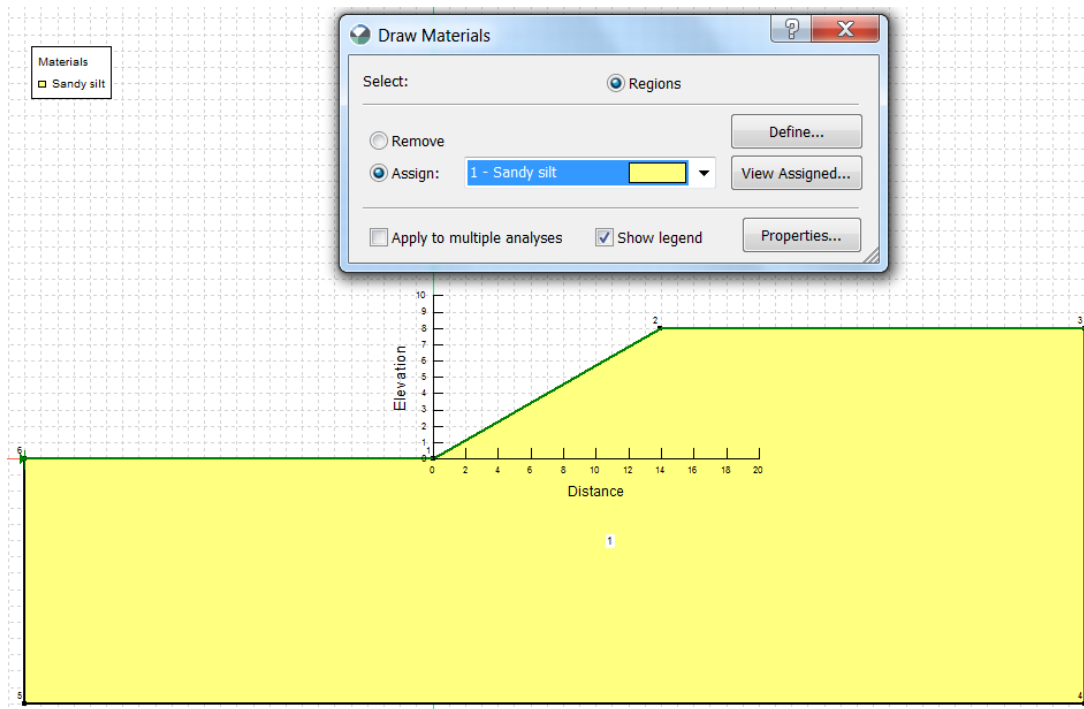 Materials
Sandy silt
Draw Materials
Select:
Regions
Remove
Define...
Assign:
1 - Sandy silt
View Assigned...
Apply to multiple analyses
Show legend
Properties...
10
9
8
7
6
5
4
3
2
1
0
Elevation
0 2 4 6 8 10 12 14 16 18 20
Distance
1
2
3
4
5
6
1